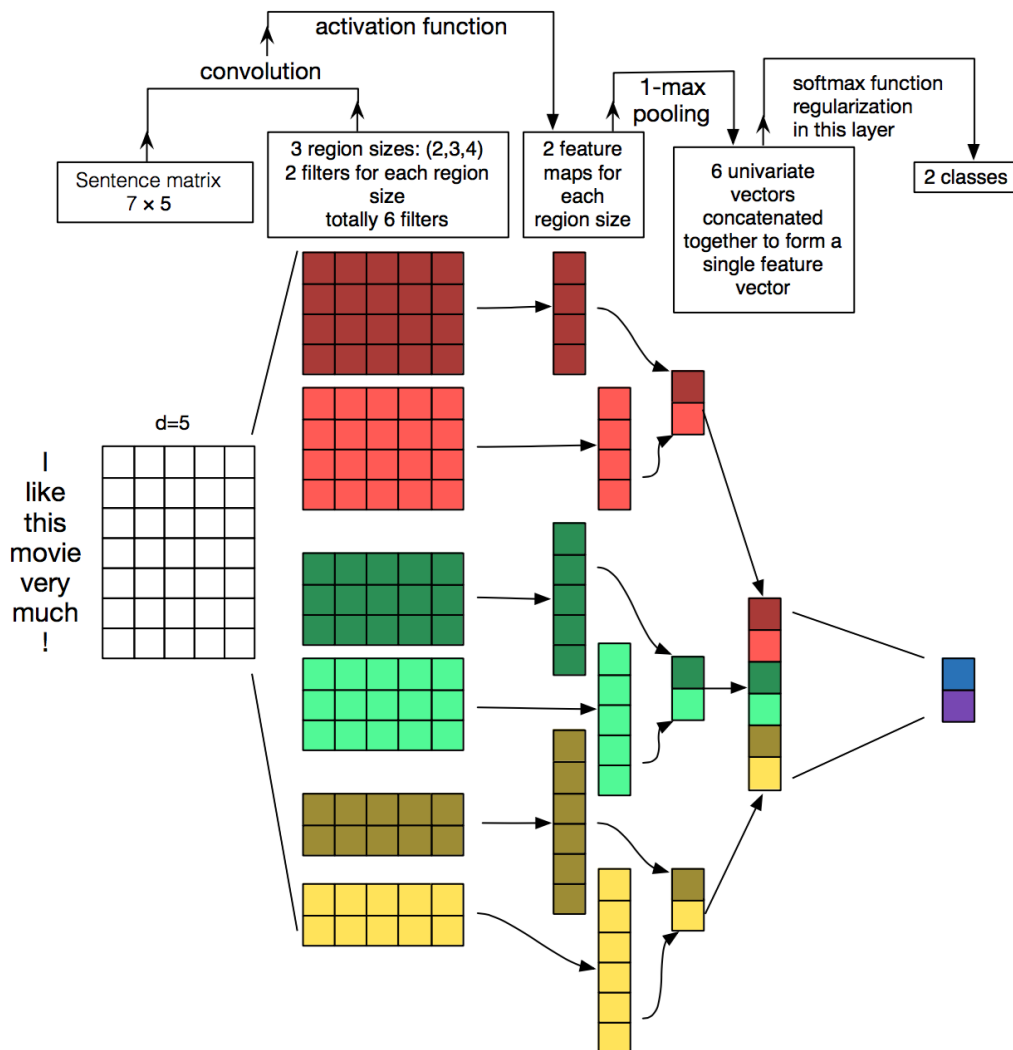 activation function
convolution
1-max
pooling
softmax function
regularization
in this layer
Sentence matrix
7 × 5
3 region sizes: (2,3,4)
2 filters for each region
size
totally 6 filters
2 feature
maps for
each
region size
6 univariate
vectors
concatenated
together to form a
single feature
vector
2 classes
d=5
I
like
this
movie
very
much
!